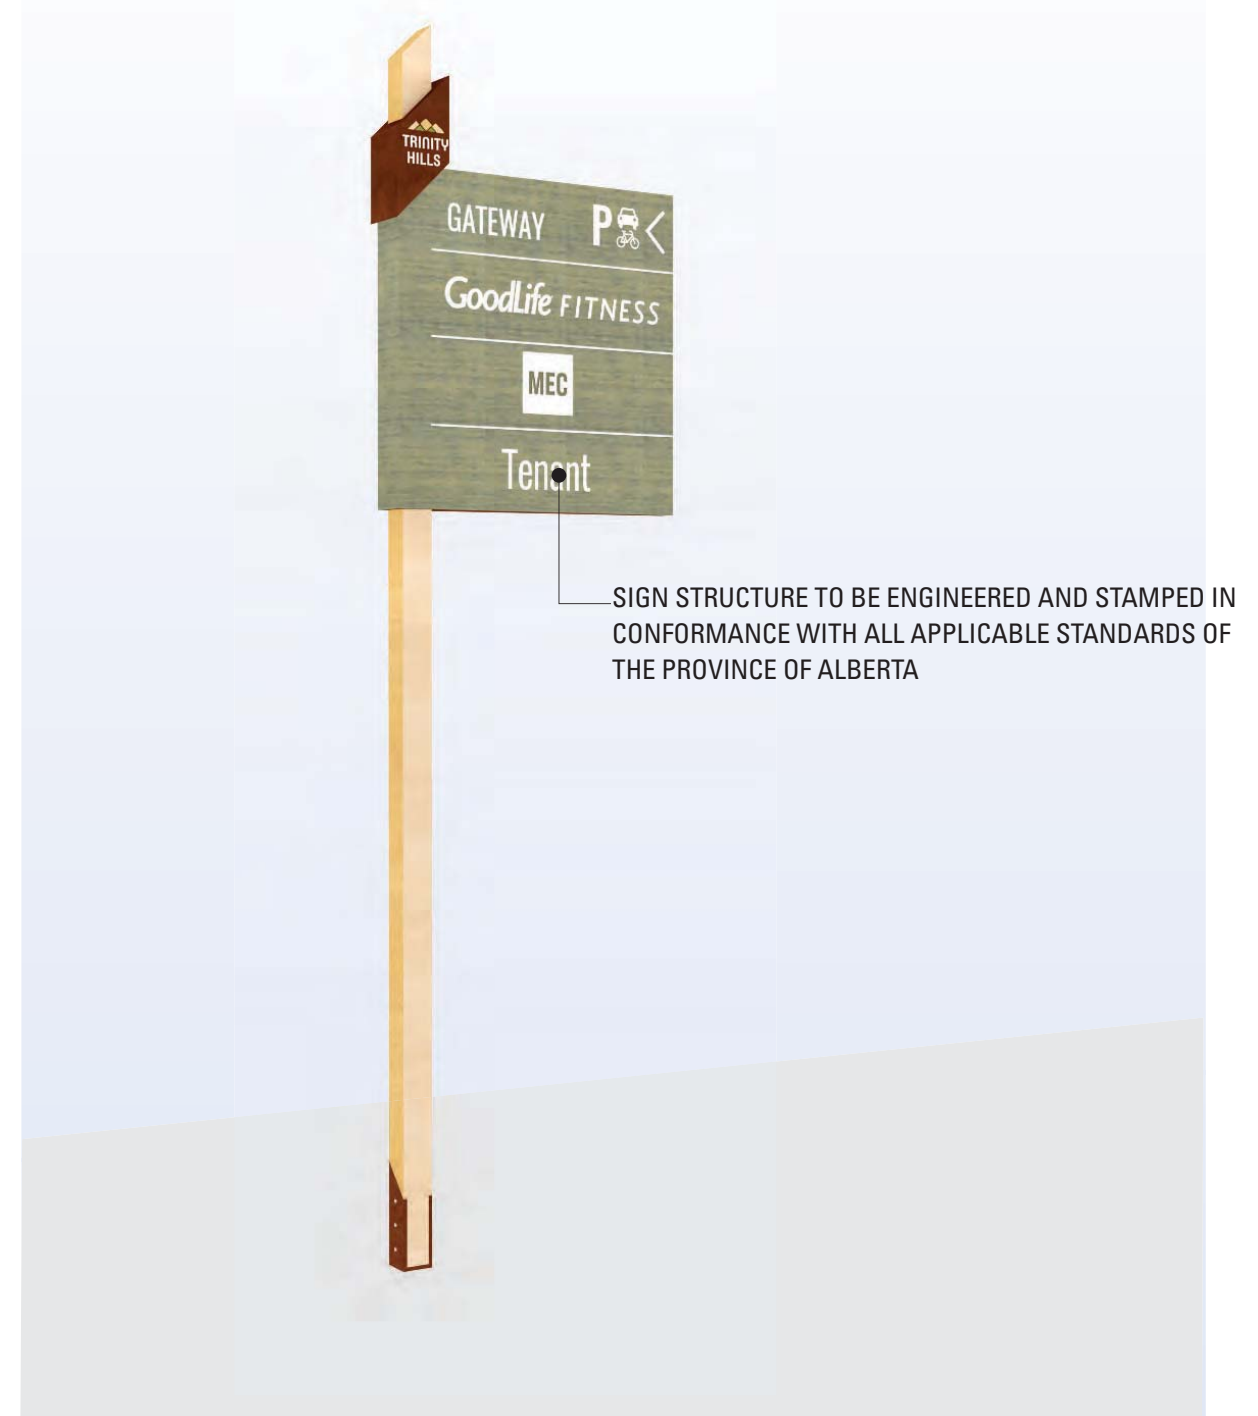 TRINITY
HILLS
GATEWAY P
GoodLife FITNESS
MEC
Tenant
SIGN STRUCTURE TO BE ENGINEERED AND STAMPED IN
CONFORMANCE WITH ALL APPLICABLE STANDARDS OF
THE PROVINCE OF ALBERTA